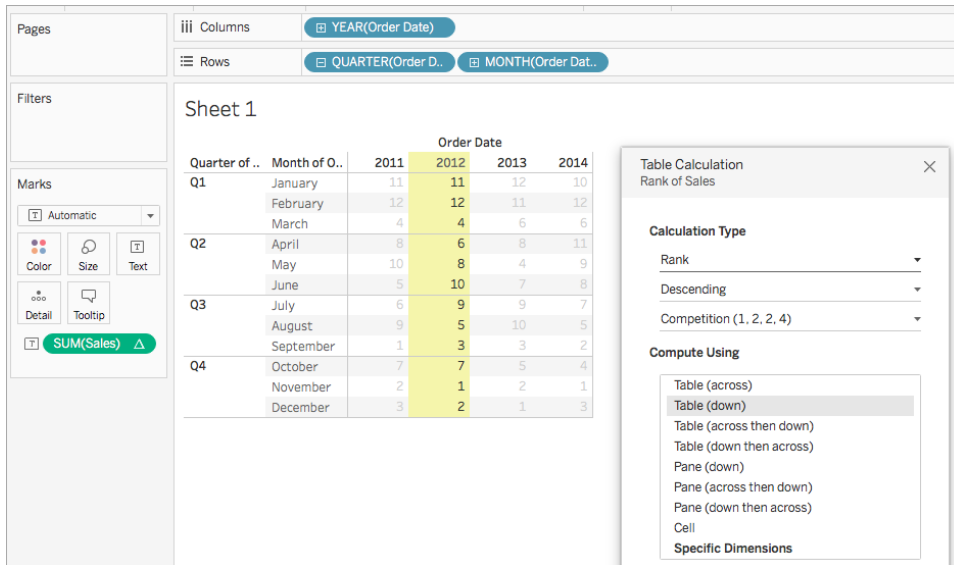 Pages
Columns
YEAR(Order Date)
Rows
QUARTER(Order D..
MONTH(Order Dat..
Filters
Sheet 1
Order Date
Quarter of .. Month of O.. 2011 2012 2013 2014
Q1 January 11 11 12 10
February 12 12 11 12
March 4 4 6 6
Q2 April 8 6 8 11
May 10 8 4 9
June 5 10 7 8
Q3 July 6 9 9 7
August 9 5 10 5
September 1 3 3 2
Q4 October 7 7 5 4
November 2 1 2 1
December 3 2 1 3
Marks
T Automatic
T
Color Size Text
Detail Tooltip
T SUM(Sales) Δ
Table Calculation
Rank of Sales
Calculation Type
Rank
Descending
Competition (1, 2, 2, 4)
Compute Using
Table (across)
Table (down)
Table (across then down)
Table (down then across)
Pane (down)
Pane (across then down)
Pane (down then across)
Cell
Specific Dimensions